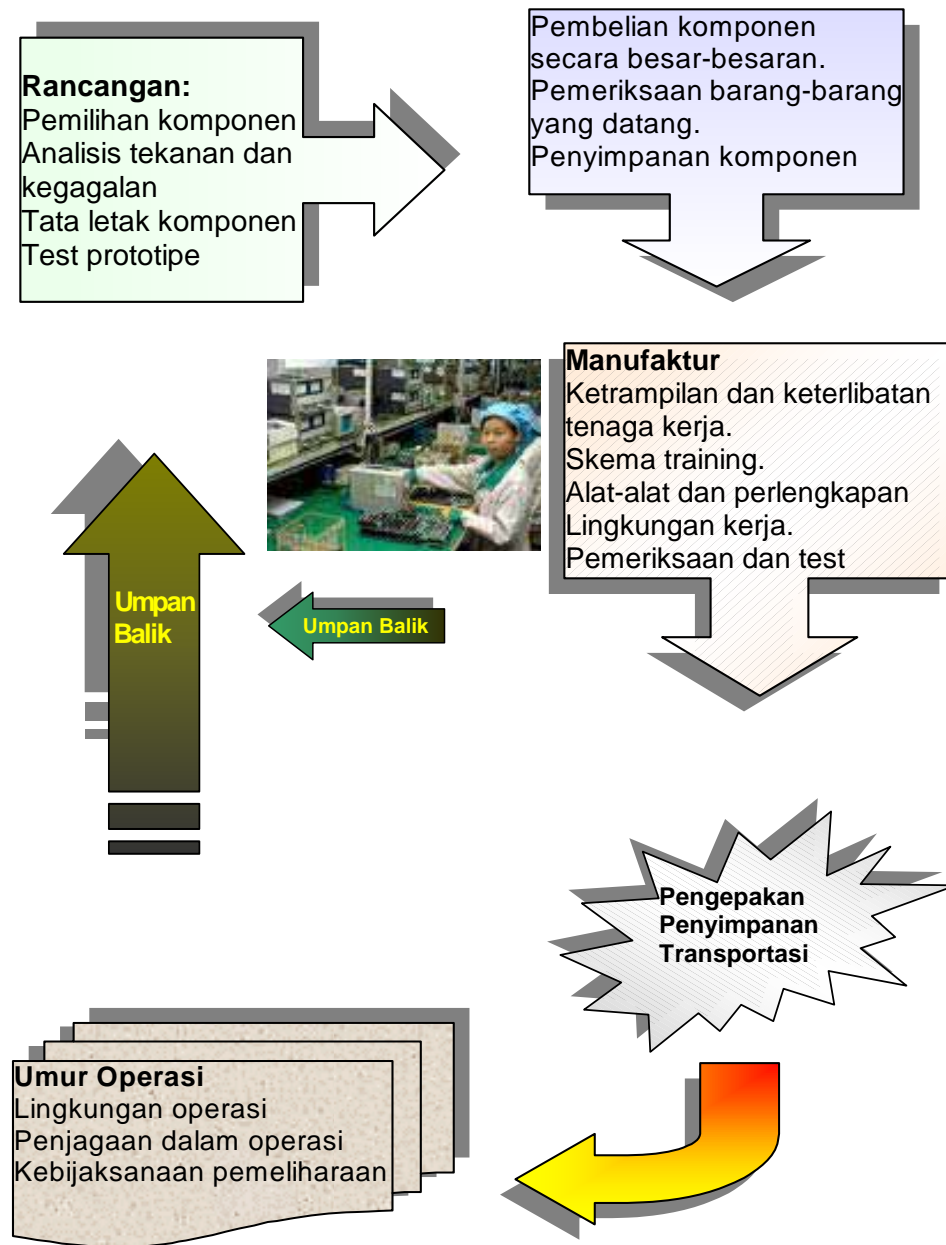 Rancangan:
Pemilihan komponen
Analisis tekanan dan
kegagalan
Tata letak komponen
Test prototipe
Pembelian komponen
secara besar-besaran.
Pemeriksaan barang-barang
yang datang.
Penyimpanan komponen
Manufaktur
Ketrampilan dan keterlibatan
tenaga kerja.
Skema training.
Alat-alat dan perlengkapan
Lingkungan kerja.
Pemeriksaan dan test
Umpan
Balik
Umpan Balik
Pengepakan
Penyimpanan
Transportasi
Umur Operasi
Lingkungan operasi
Penjagaan dalam operasi
Kebijaksanaan pemeliharaan